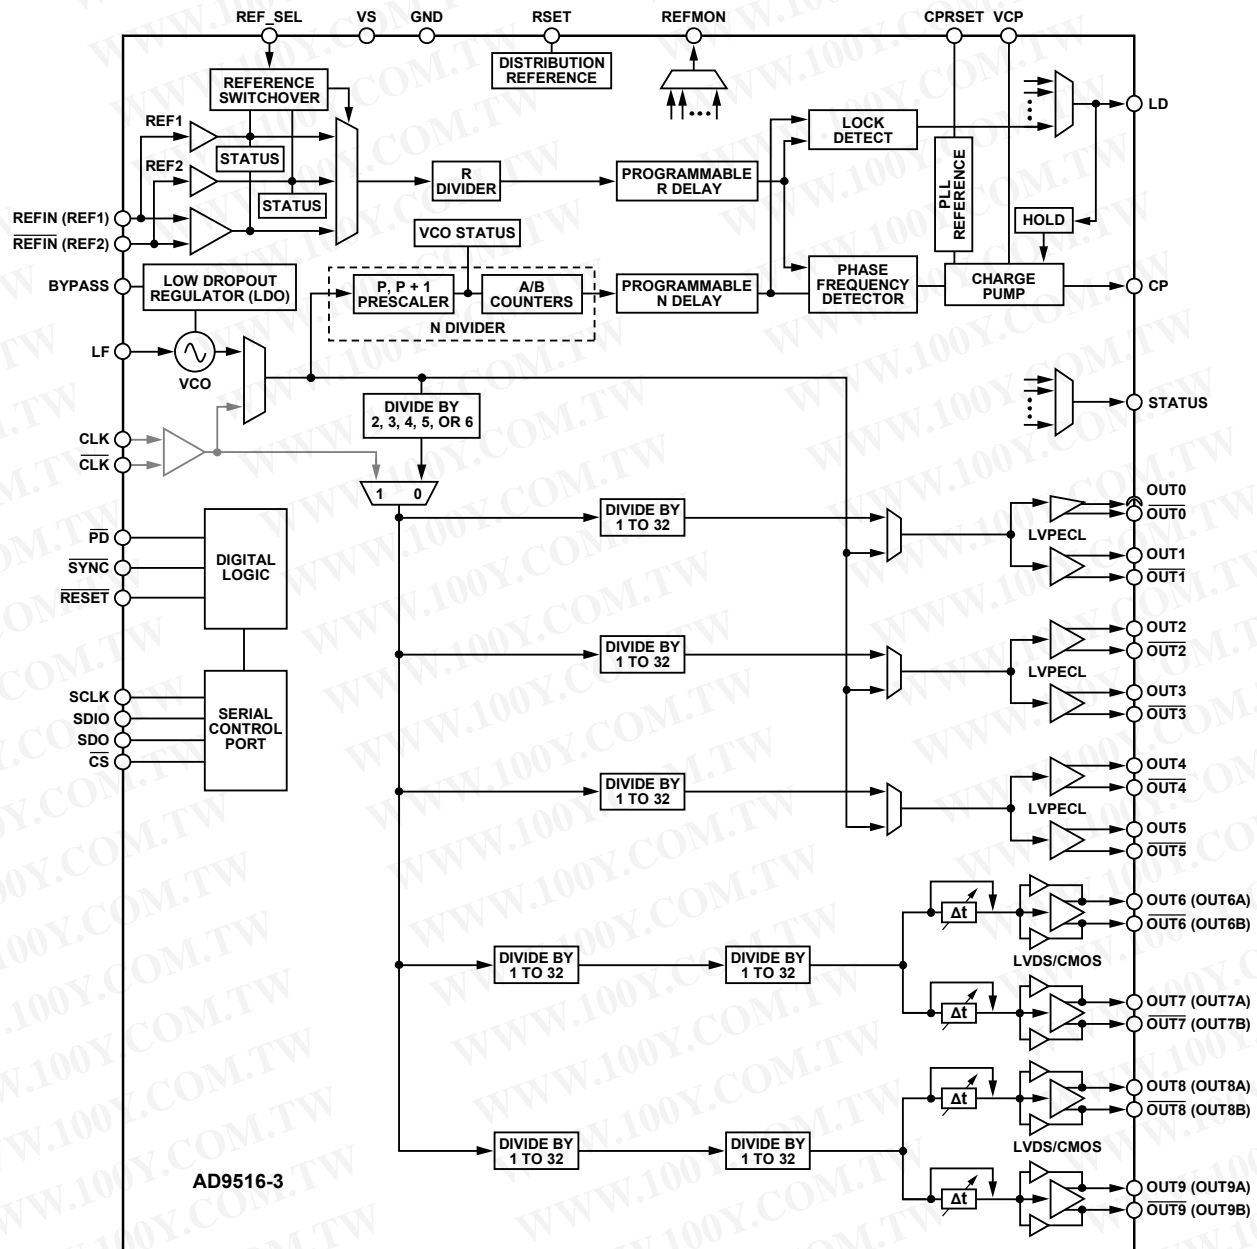 REF_SEL VS GND RSET REFMON CPRSET VCP
DISTRIBUTION
REFERENCE
REFERENCE
SWITCHOVER
REF1
STATUS
REF2
STATUS
R
DIVIDER
PROGRAMMABLE
R DELAY
LOCK
DETECT
LD
PLL
REFERENCE
HOLD
REFIN (REF1)
REFIN (REF2)
VCO STATUS
BYPASS
LOW DROPOUT
REGULATOR (LDO)
P, P + 1
PRESCALER
A/B
COUNTERS
N DIVIDER
PROGRAMMABLE
N DELAY
PHASE
FREQUENCY
DETECTOR
CHARGE
PUMP
CP
LF
VCO
DIVIDE BY
2, 3, 4, 5, OR 6
STATUS
CLK
CLK
1 0
PD
SYNC
RESET
DIGITAL
LOGIC
SCLK
SDIO
SDO
CS
SERIAL
CONTROL
PORT
DIVIDE BY
1 TO 32
LVPECL
OUT0
OUT0
OUT1
OUT1
DIVIDE BY
1 TO 32
LVPECL
OUT2
OUT2
OUT3
OUT3
DIVIDE BY
1 TO 32
LVPECL
OUT4
OUT4
OUT5
OUT5
DIVIDE BY
1 TO 32
DIVIDE BY
1 TO 32
Δt
OUT6 (OUT6A)
OUT6 (OUT6B)
LVDS/CMOS
Δt
OUT7 (OUT7A)
OUT7 (OUT7B)
DIVIDE BY
1 TO 32
DIVIDE BY
1 TO 32
Δt
OUT8 (OUT8A)
OUT8 (OUT8B)
LVDS/CMOS
Δt
OUT9 (OUT9A)
OUT9 (OUT9B)
AD9516-3
WWW.100Y.COM.TW